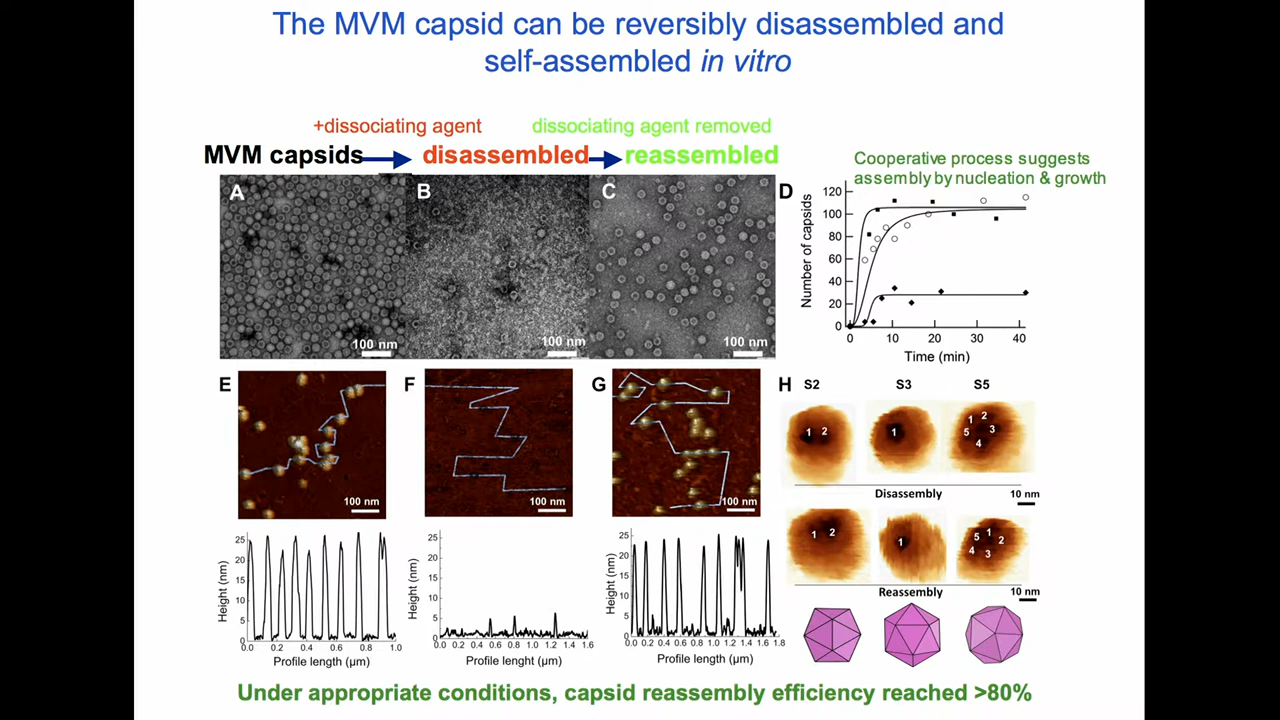 The MVM capsid can be reversibly disassembled and
self-assembled in vitro
+dissociating agent
dissociating agent removed
MVM capsids
disassembled
reassembled
Cooperative process suggests
assembly by nucleation & growth
A
100 nm
B
100 nm
C
100 nm
D
Number of capsids
120
100
80
60
40
20
0
0 10 20 30 40
Time (min)
E
100 nm
F
100 nm
G
100 nm
H
S2 S3 S5
1 2
1
1 2 3 4 5
Disassembly
10 nm
1 2
1
5 1 2 4 3
Reassembly
10 nm
Height (nm)
25
20
15
10
5
0
0.0 0.2 0.4 0.6 0.8 1.0
Profile length (µm)
Height (nm)
25
20
15
10
5
0
0.0 0.2 0.4 0.6 0.8 1.0 1.2 1.4 1.6
Profile lenght (µm)
Height (nm)
25
20
15
10
5
0
0.0 0.2 0.4 0.6 0.8 1.0 1.2 1.4 1.6 1.8
Profile length (µm)
Under appropriate conditions, capsid reassembly efficiency reached >80%